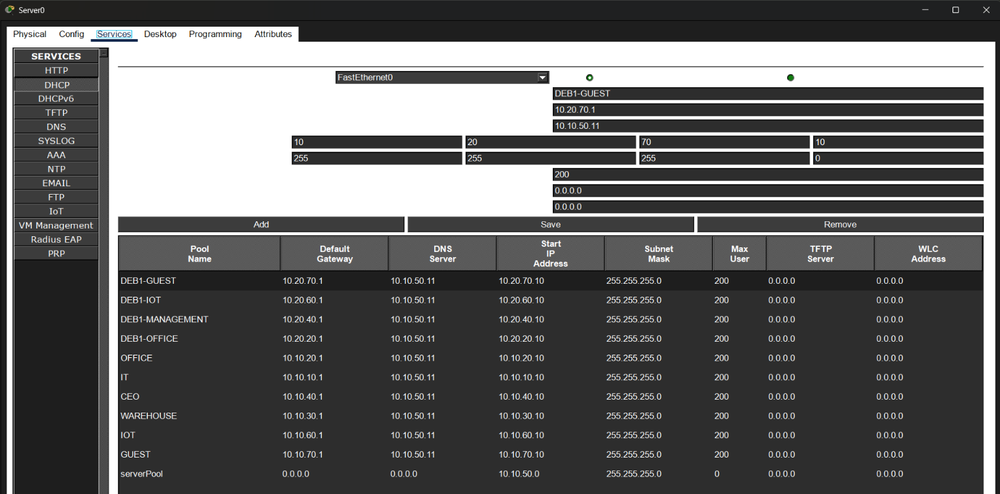 Server0
Physical Config Services Desktop Programming Attributes
SERVICES
HTTP
DHCP
DHCPv6
TFTP
DNS
SYSLOG
AAA
NTP
EMAIL
FTP
IoT
VM Management
Radius EAP
PRP
FastEthernet0
DEB1-GUEST
10.20.70.1
10.10.50.11
10 20 70 10
255 255 255 0
200
0.0.0.0
0.0.0.0
Add Save Remove
Pool Name Default Gateway DNS Server Start IP Address Subnet Mask Max User TFTP Server WLC Address
DEB1-GUEST 10.20.70.1 10.10.50.11 10.20.70.10 255.255.255.0 200 0.0.0.0 0.0.0.0
DEB1-IOT 10.20.60.1 10.10.50.11 10.20.60.10 255.255.255.0 200 0.0.0.0 0.0.0.0
DEB1-MANAGEMENT 10.20.40.1 10.10.50.11 10.20.40.10 255.255.255.0 200 0.0.0.0 0.0.0.0
DEB1-OFFICE 10.20.20.1 10.10.50.11 10.20.20.10 255.255.255.0 200 0.0.0.0 0.0.0.0
OFFICE 10.10.20.1 10.10.50.11 10.10.20.10 255.255.255.0 200 0.0.0.0 0.0.0.0
IT 10.10.10.1 10.10.50.11 10.10.10.10 255.255.255.0 200 0.0.0.0 0.0.0.0
CEO 10.10.40.1 10.10.50.11 10.10.40.10 255.255.255.0 200 0.0.0.0 0.0.0.0
WAREHOUSE 10.10.30.1 10.10.50.11 10.10.30.10 255.255.255.0 200 0.0.0.0 0.0.0.0
IOT 10.10.60.1 10.10.50.11 10.10.60.10 255.255.255.0 200 0.0.0.0 0.0.0.0
GUEST 10.10.70.1 10.10.50.11 10.10.70.10 255.255.255.0 200 0.0.0.0 0.0.0.0
serverPool 0.0.0.0 0.0.0.0 10.10.50.0 255.255.255.0 0 0.0.0.0 0.0.0.0